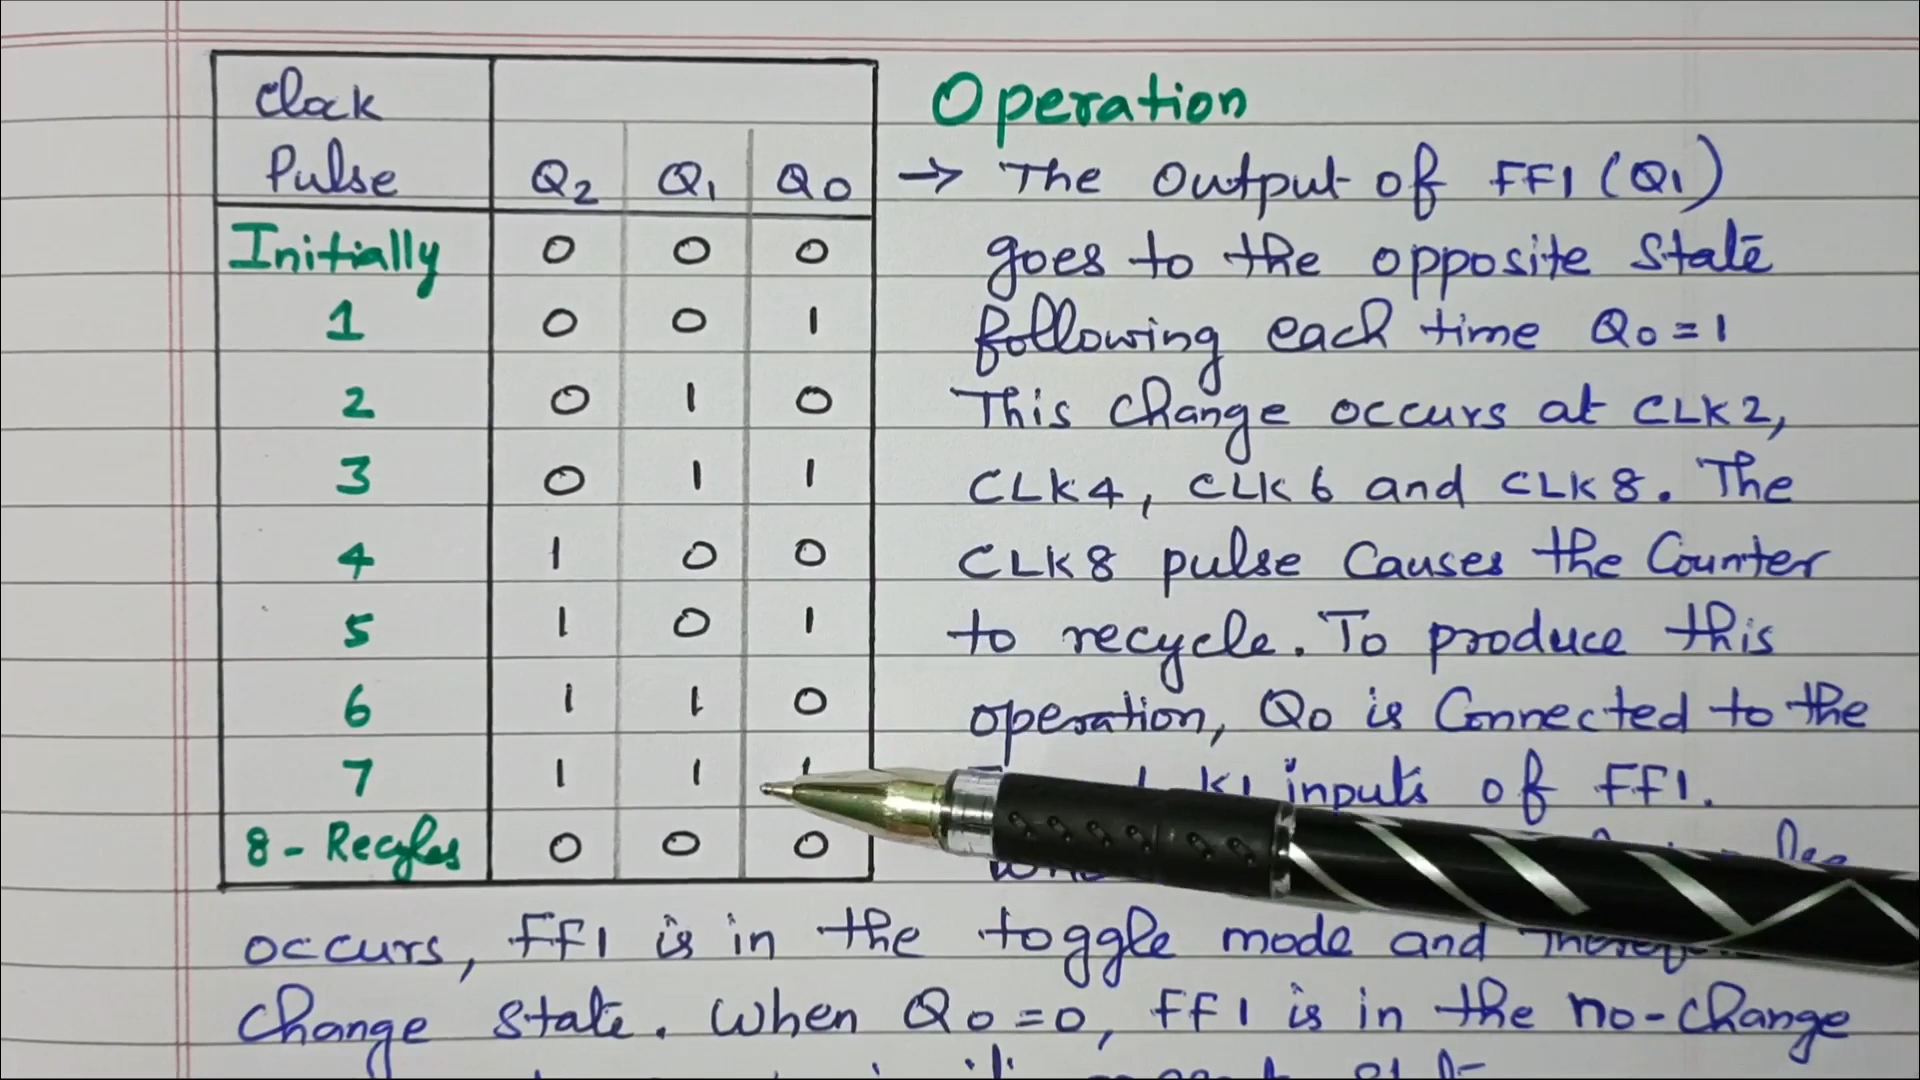 Clock
Pulse Q2 Q1 Q0
Initially 0 0 0
1 0 0 1
2 0 1 0
3 0 1 1
4 1 0 0
5 1 0 1
6 1 1 0
7 1 1 1
8 - Recycles 0 0 0
Operation
→ The Output of FF1 (Q1)
goes to the opposite State
following each time Q0 = 1
This change occurs at CLK2,
CLK4, CLK6 and CLK8. The
CLK8 pulse Causes the Counter
to recycle. To produce this
operation, Q0 is Connected to the
K1 inputs of FF1.
occurs, FF1 is in the toggle mode and
Change State. When Q0 = 0, FF1 is in the no-change